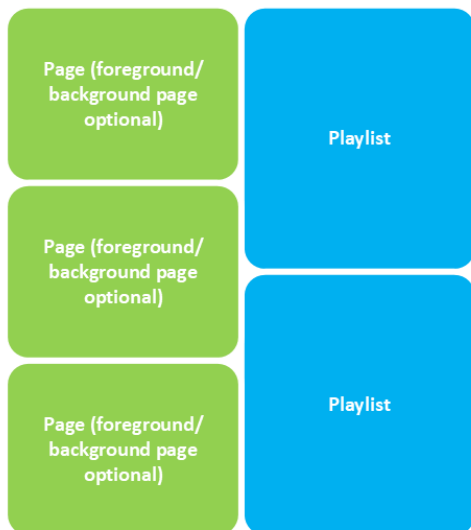 Page (foreground/
background page
optional)
Playlist
Page (foreground/
background page
optional)
Playlist
Page (foreground/
background page
optional)